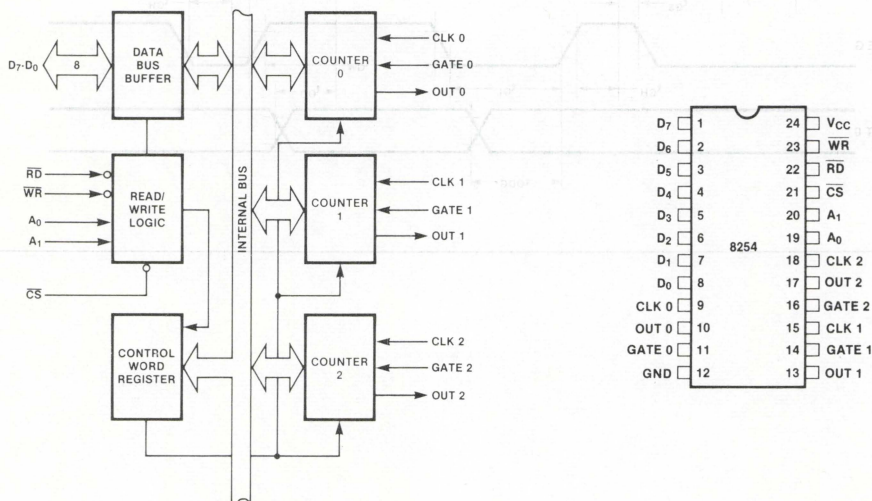 D7-D0
8
DATA
BUS
BUFFER
RD
WR
A0
A1
READ/
WRITE
LOGIC
CS
CONTROL
WORD
REGISTER
INTERNAL BUS
COUNTER
0
CLK 0
GATE 0
OUT 0
COUNTER
1
CLK 1
GATE 1
OUT 1
COUNTER
2
CLK 2
GATE 2
OUT 2
D7 1
D6 2
D5 3
D4 4
D3 5
D2 6
D1 7
D0 8
CLK 0 9
OUT 0 10
GATE 0 11
GND 12
8254
24 VCC
23 WR
22 RD
21 CS
20 A1
19 A0
18 CLK 2
17 OUT 2
16 GATE 2
15 CLK 1
14 GATE 1
13 OUT 1